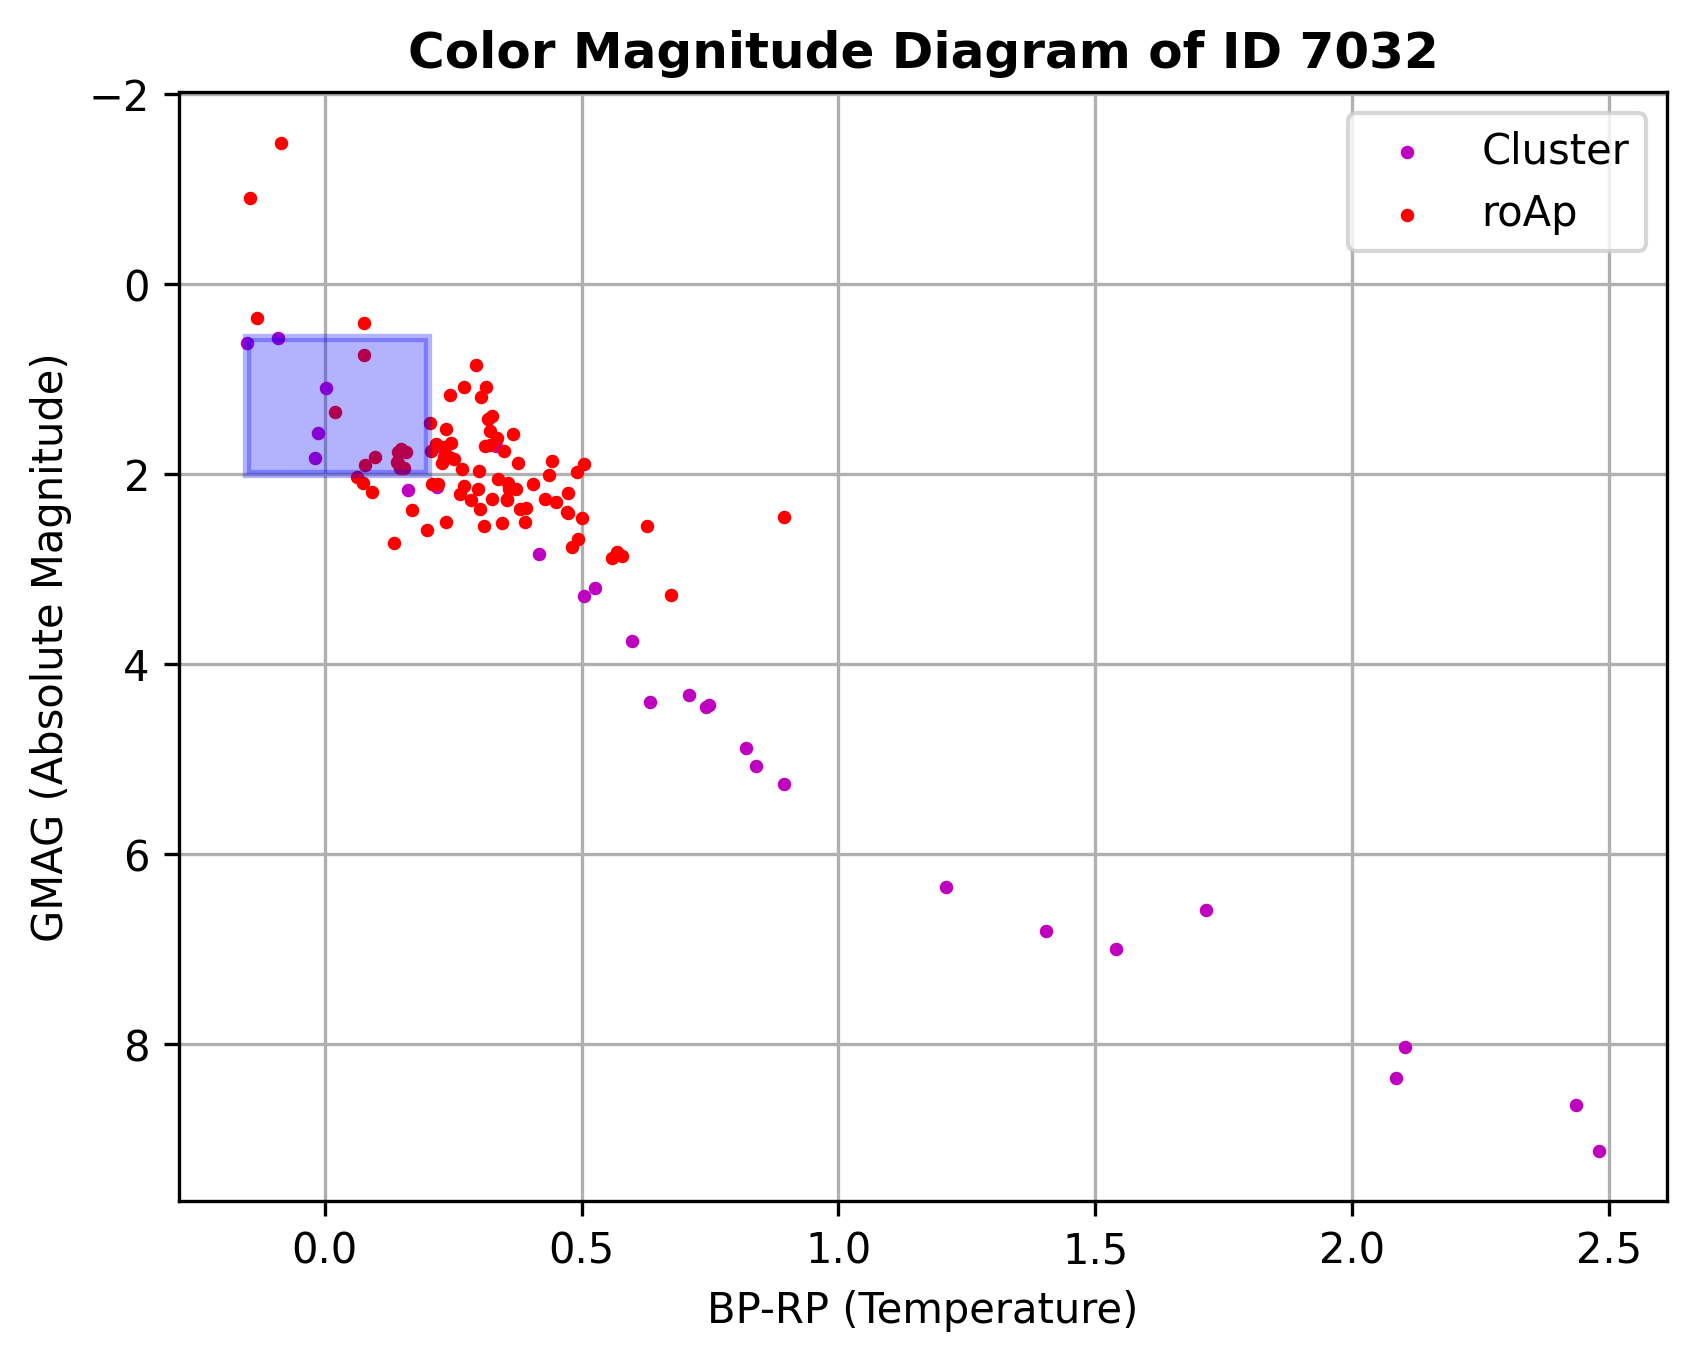 Color Magnitude Diagram of ID 7032
Cluster
roAp
GMAG (Absolute Magnitude)
−2
0
2
4
6
8
0.0 0.5 1.0 1.5 2.0 2.5
BP-RP (Temperature)